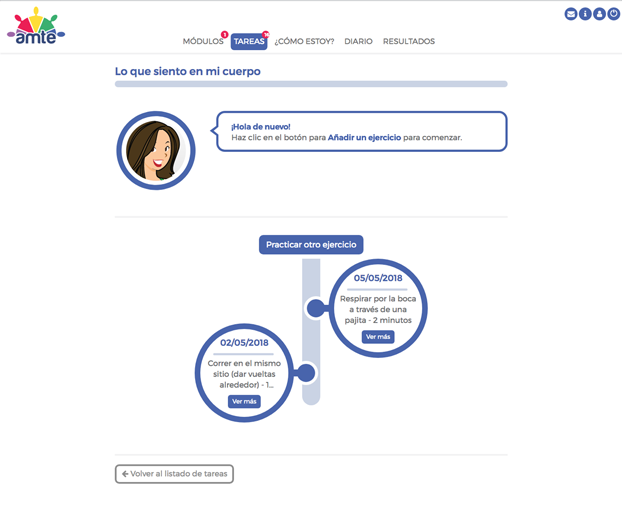 amte
MÓDULOS 1 TAREAS ¿CÓMO ESTOY? DIARIO RESULTADOS
Lo que siento en mi cuerpo
¡Hola de nuevo!
Haz clic en el botón para Añadir un ejercicio para comenzar.
Practicar otro ejercicio
05/05/2018
Respirar por la boca
a través de una
pajita - 2 minutos
Ver más
02/05/2018
Correr en el mismo
sitio (dar vueltas
alrededor) - 1...
Ver más
Volver al listado de tareas